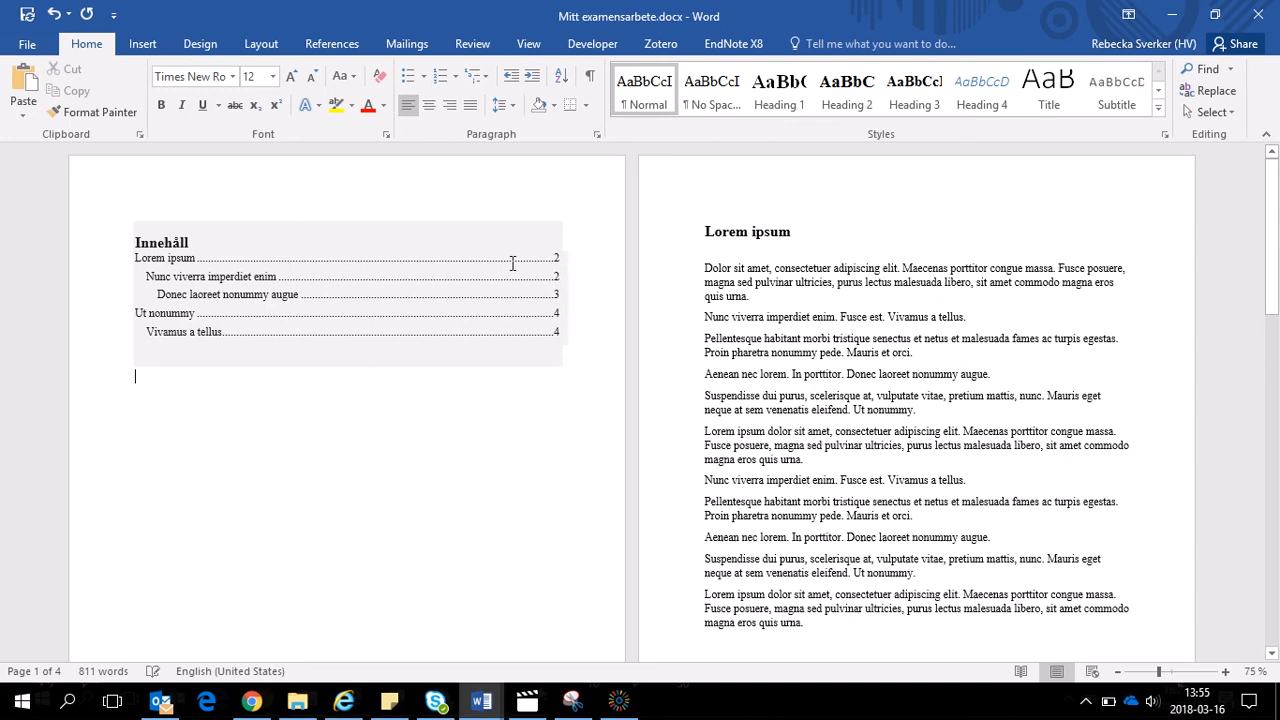 Mitt examensarbete.docx - Word
File Home Insert Design Layout References Mailings Review View Developer Zotero EndNote X8 Tell me what you want to do... Rebecka Sverker (HV) Share
Paste
Cut
Copy
Format Painter
Clipboard
Times New Ro 12
Font
Paragraph
AaBbCcI AaBbCcI AaBb( AaBbCc AaBbCcI AaBbCcD AaB AaBbCcD
¶ Normal ¶ No Spac... Heading 1 Heading 2 Heading 3 Heading 4 Title Subtitle
Styles
Find
Replace
Select
Editing
Innehåll
Lorem ipsum 2
Nunc viverra imperdiet enim 2
Donec laoreet nonummy augue 3
Ut nonummy 4
Vivamus a tellus 4
Lorem ipsum
Dolor sit amet, consectetuer adipiscing elit. Maecenas porttitor congue massa. Fusce posuere,
magna sed pulvinar ultricies, purus lectus malesuada libero, sit amet commodo magna eros
quis urna.
Nunc viverra imperdiet enim. Fusce est. Vivamus a tellus.
Pellentesque habitant morbi tristique senectus et netus et malesuada fames ac turpis egestas.
Proin pharetra nonummy pede. Mauris et orci.
Aenean nec lorem. In porttitor. Donec laoreet nonummy augue.
Suspendisse dui purus, scelerisque at, vulputate vitae, pretium mattis, nunc. Mauris eget
neque at sem venenatis eleifend. Ut nonummy.
Lorem ipsum dolor sit amet, consectetuer adipiscing elit. Maecenas porttitor congue massa.
Fusce posuere, magna sed pulvinar ultricies, purus lectus malesuada libero, sit amet commodo
magna eros quis urna.
Nunc viverra imperdiet enim. Fusce est. Vivamus a tellus.
Pellentesque habitant morbi tristique senectus et netus et malesuada fames ac turpis egestas.
Proin pharetra nonummy pede. Mauris et orci.
Aenean nec lorem. In porttitor. Donec laoreet nonummy augue.
Suspendisse dui purus, scelerisque at, vulputate vitae, pretium mattis, nunc. Mauris eget
neque at sem venenatis eleifend. Ut nonummy.
Lorem ipsum dolor sit amet, consectetuer adipiscing elit. Maecenas porttitor congue massa.
Fusce posuere, magna sed pulvinar ultricies, purus lectus malesuada libero, sit amet commodo
magna eros quis urna.
Page 1 of 4 811 words English (United States) 75 %
13:55
2018-03-16